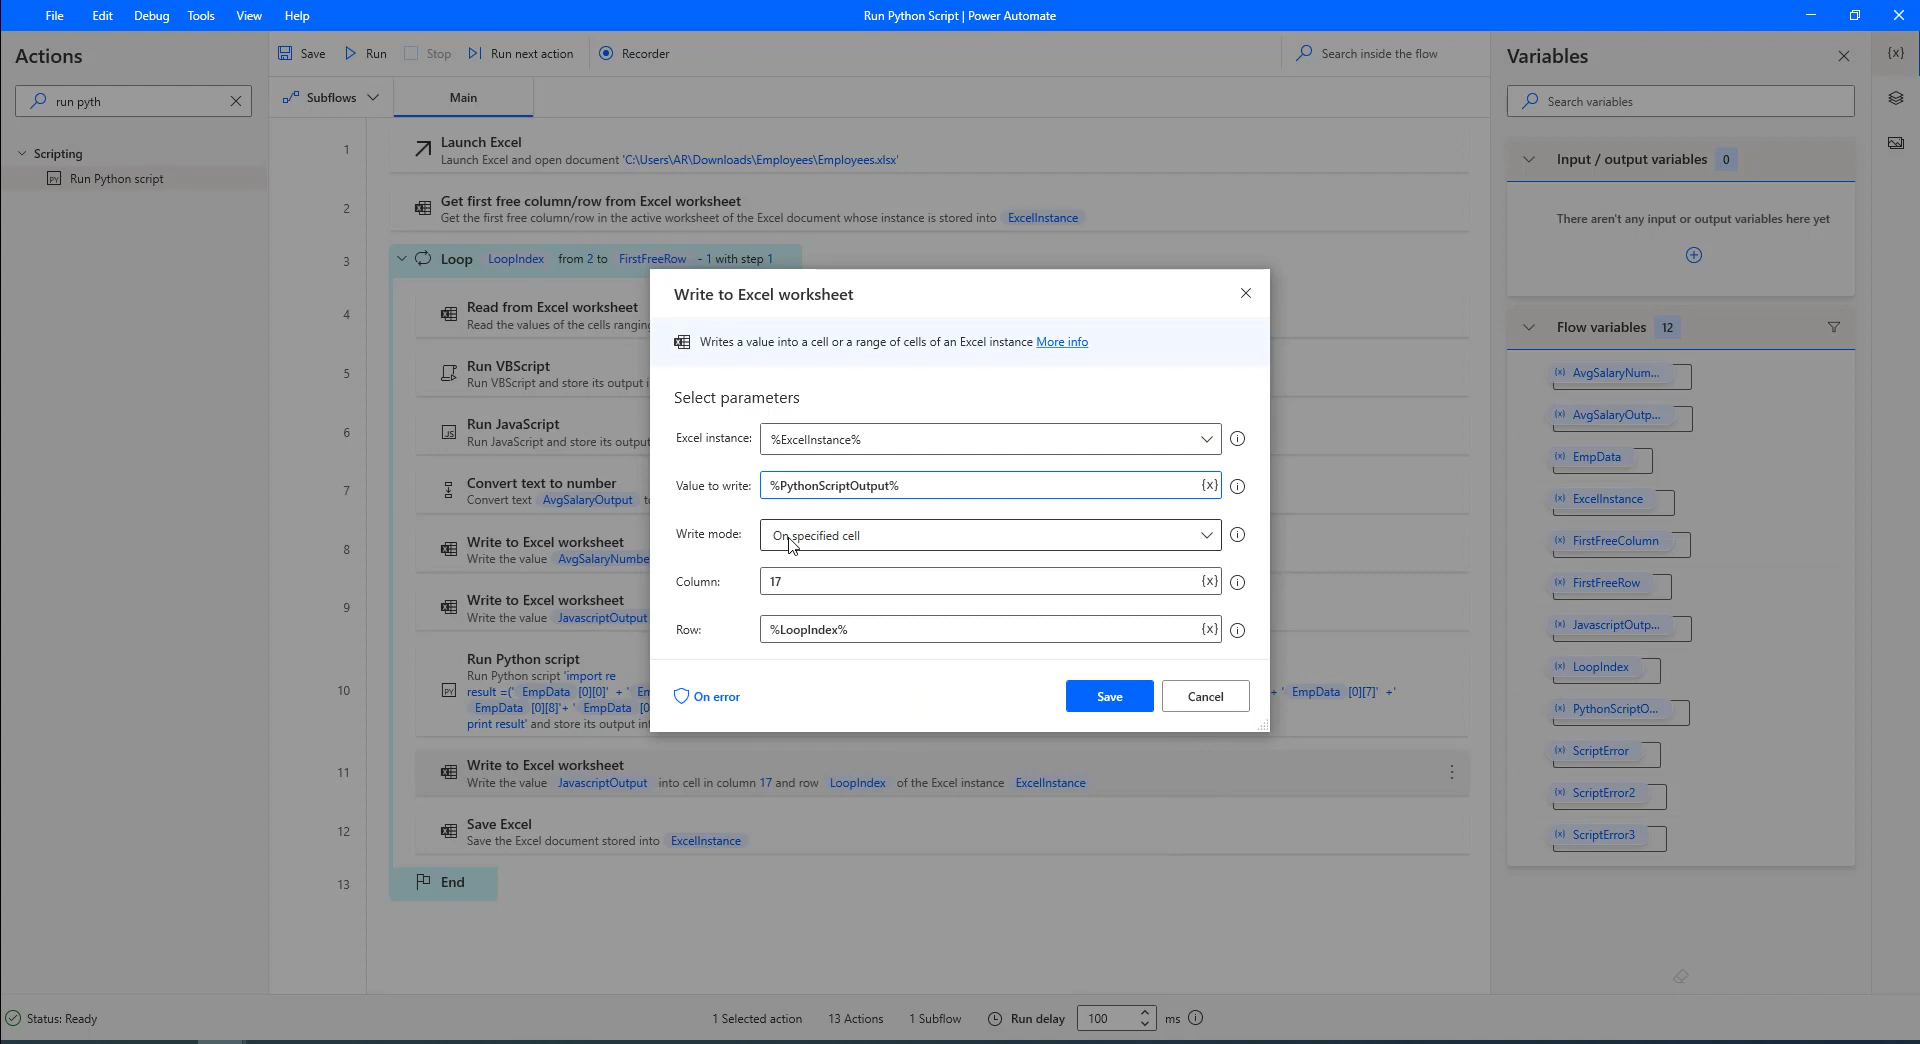 File Edit Debug Tools View Help
Run Python Script | Power Automate
Actions
run pyth
Scripting
PY Run Python script
Save Run Stop Run next action Recorder
Search inside the flow
Subflows Main
1 Launch Excel
Launch Excel and open document 'C:\Users\AR\Downloads\Employees\Employees.xlsx'
2 Get first free column/row from Excel worksheet
Get the first free column/row in the active worksheet of the Excel document whose instance is stored into ExcelInstance
3 Loop LoopIndex from 2 to FirstFreeRow - 1 with step 1
4 Read from Excel worksheet
Read the values of the cells ranging
5 Run VBScript
Run VBScript and store its output i
6 Run JavaScript
Run JavaScript and store its output
7 Convert text to number
Convert text AvgSalaryOutput t
8 Write to Excel worksheet
Write the value AvgSalaryNumbe
9 Write to Excel worksheet
Write the value JavascriptOutput
10 Run Python script
Run Python script 'import re
result =(' EmpData [0][0]' + ' Em
+ ' EmpData [0][7]' +'
EmpData [0][8]'+ ' EmpData [0
print result' and store its output in
11 Write to Excel worksheet
Write the value JavascriptOutput into cell in column 17 and row LoopIndex of the Excel instance ExcelInstance
12 Save Excel
Save the Excel document stored into ExcelInstance
13 End
Write to Excel worksheet
Writes a value into a cell or a range of cells of an Excel instance More info
Select parameters
Excel instance: %ExcelInstance%
Value to write: %PythonScriptOutput% {x}
Write mode: On specified cell
Column: 17 {x}
Row: %LoopIndex% {x}
On error
Save Cancel
Variables
{x}
Search variables
Input / output variables 0
There aren't any input or output variables here yet
Flow variables 12
(x) AvgSalaryNum...
(x) AvgSalaryOutp...
(x) EmpData
(x) ExcelInstance
(x) FirstFreeColumn
(x) FirstFreeRow
(x) JavascriptOutp...
(x) LoopIndex
(x) PythonScriptO...
(x) ScriptError
(x) ScriptError2
(x) ScriptError3
Status: Ready
1 Selected action 13 Actions 1 Subflow Run delay 100 ms